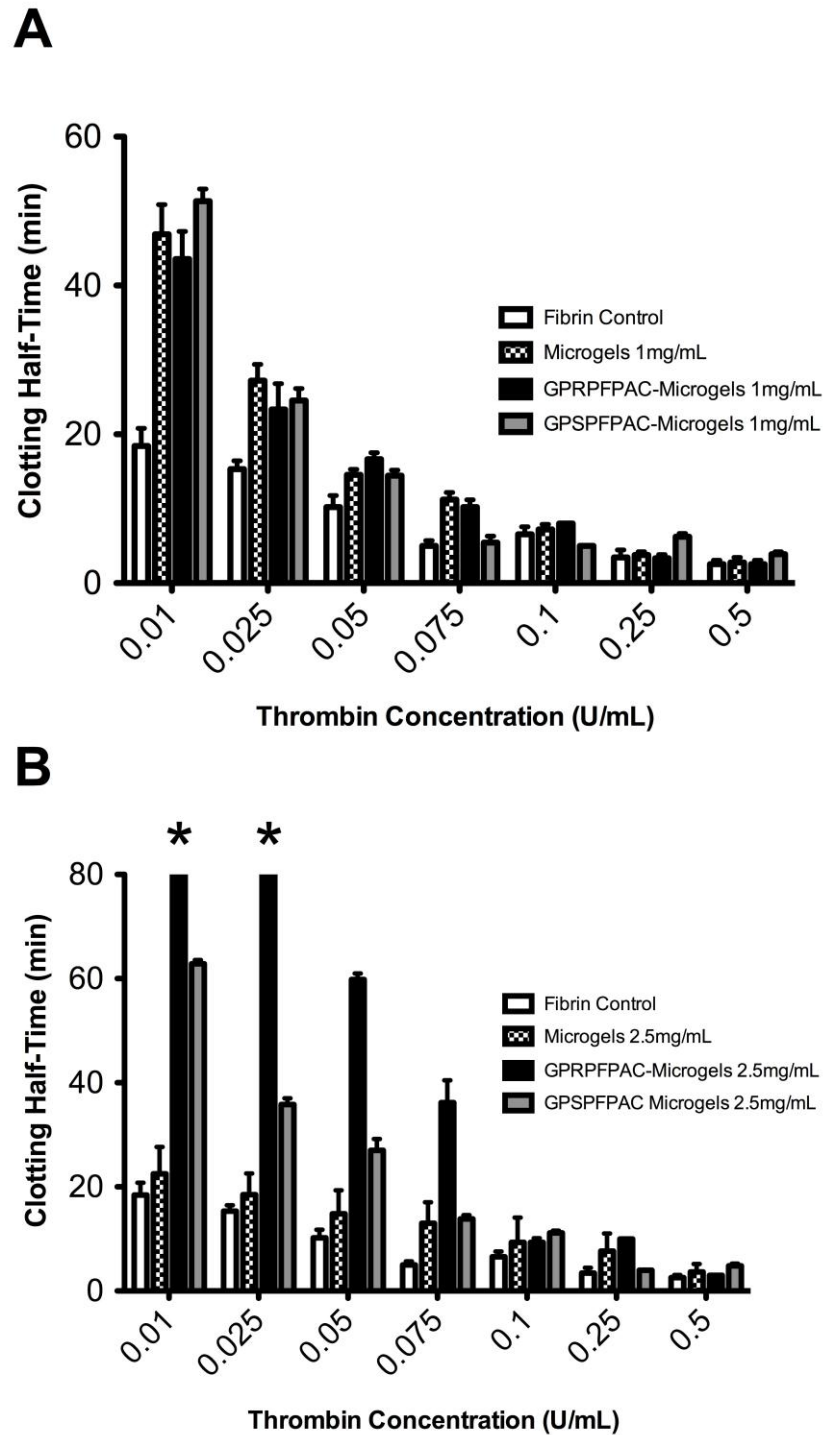 A
60
40
20
0
Clotting Half-Time (min)
Fibrin Control
Microgels 1mg/mL
GPRPFPAC-Microgels 1mg/mL
GPSPFPAC-Microgels 1mg/mL
0.01 0.025 0.05 0.075 0.1 0.25 0.5
Thrombin Concentration (U/mL)
B
* *
80
60
40
20
0
Clotting Half-Time (min)
Fibrin Control
Microgels 2.5mg/mL
GPRPFPAC-Microgels 2.5mg/mL
GPSPFPAC Microgels 2.5mg/mL
0.01 0.025 0.05 0.075 0.1 0.25 0.5
Thrombin Concentration (U/mL)